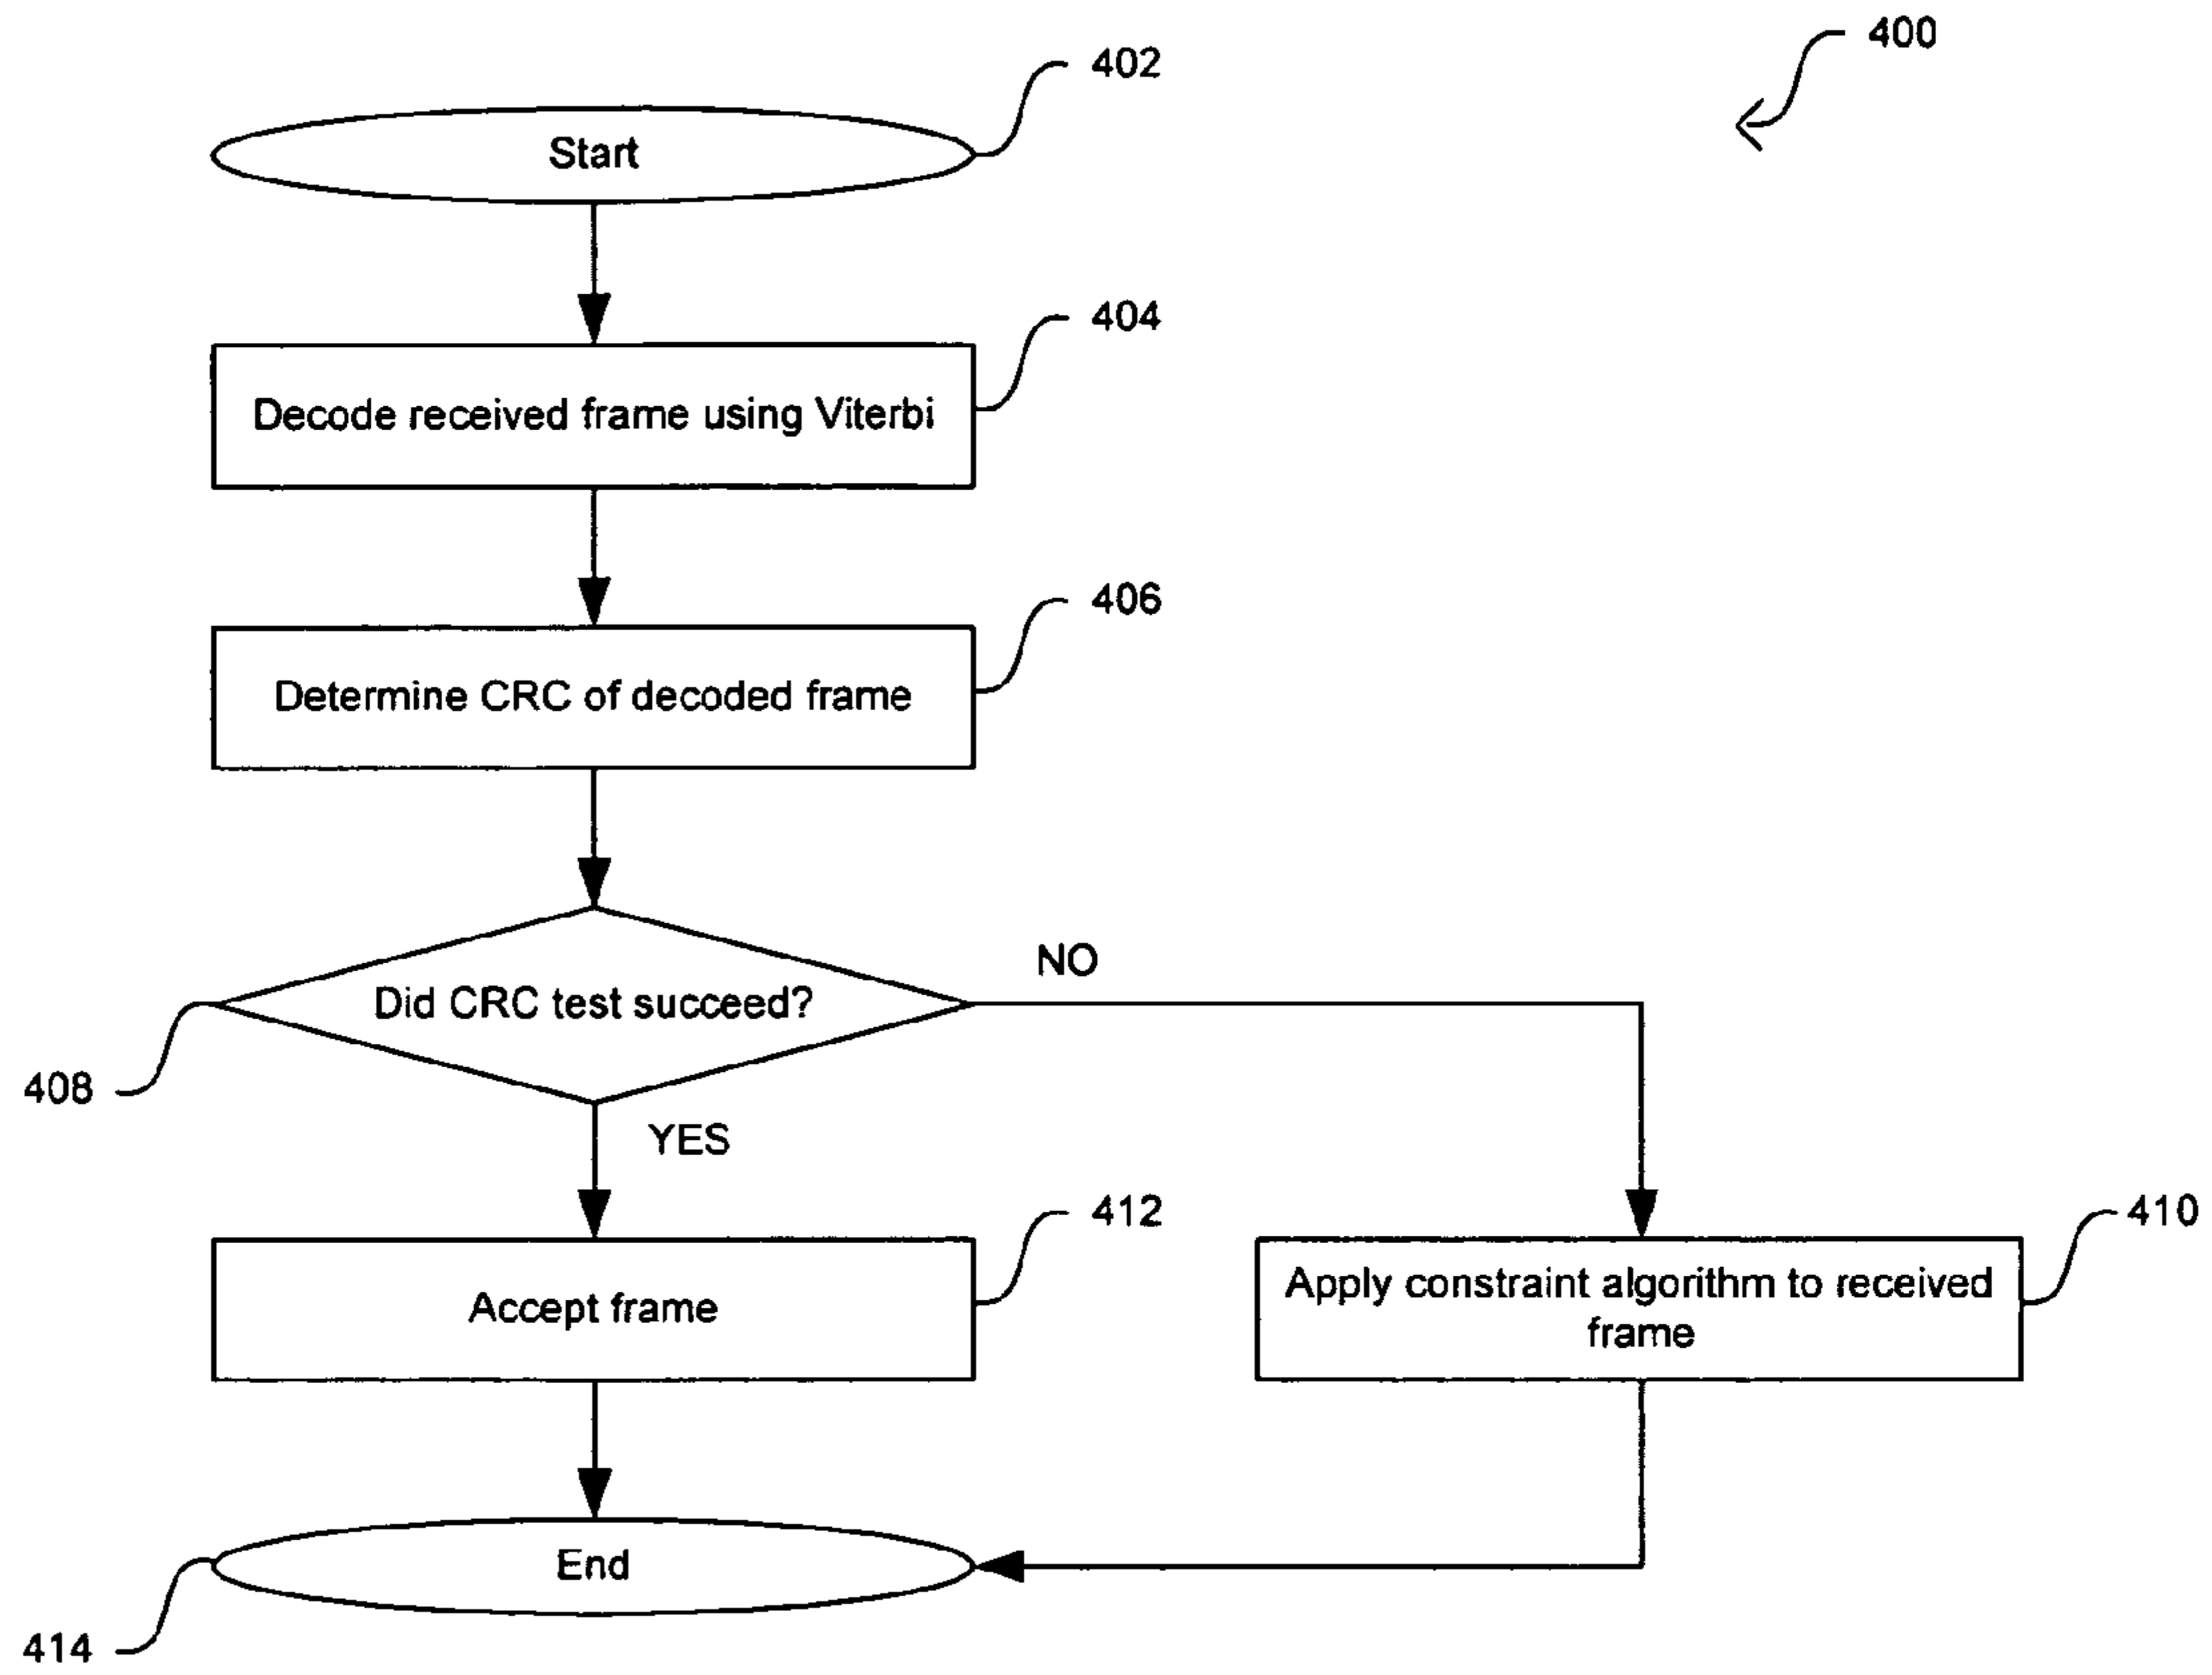 400
402
Start
404
Decode received frame using Viterbi
406
Determine CRC of decoded frame
NO
Did CRC test succeed?
408
YES
412
410
Accept frame
Apply constraint algorithm to received
frame
End
414